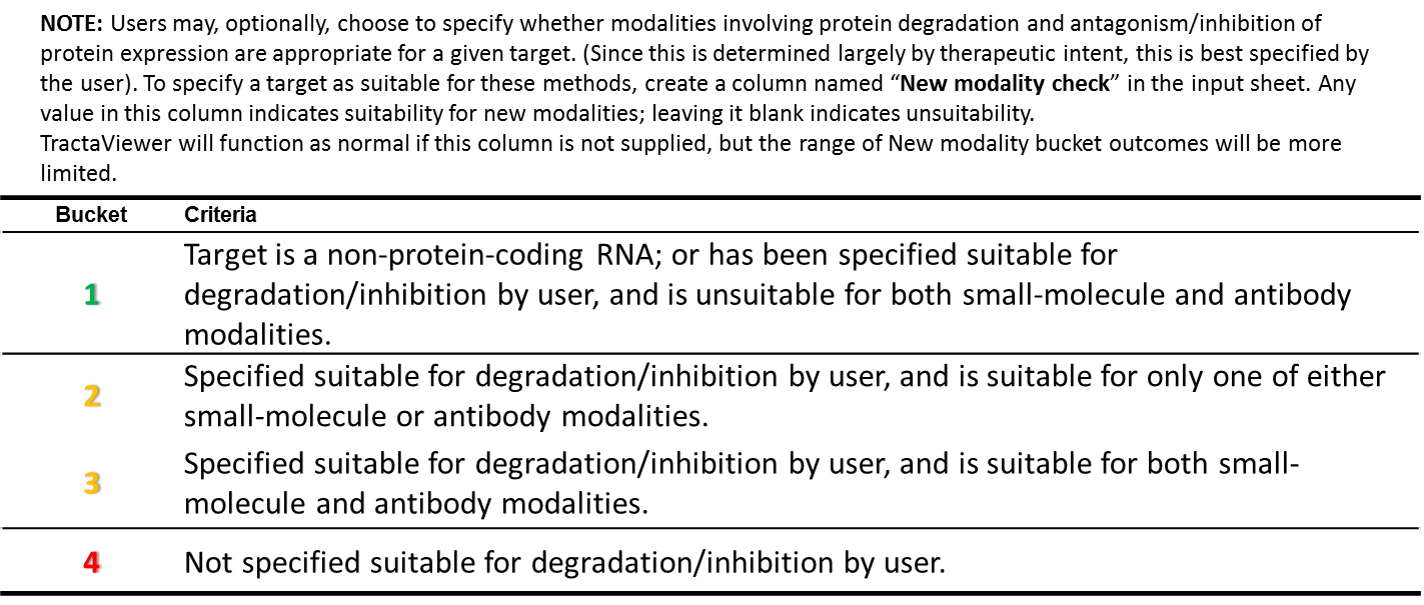 NOTE: Users may, optionally, choose to specify whether modalities involving protein degradation and antagonism/inhibition of
protein expression are appropriate for a given target. (Since this is determined largely by therapeutic intent, this is best specified by
the user). To specify a target as suitable for these methods, create a column named “New modality check” in the input sheet. Any
value in this column indicates suitability for new modalities; leaving it blank indicates unsuitability.
TractaViewer will function as normal if this column is not supplied, but the range of New modality bucket outcomes will be more
limited.
Bucket Criteria
1 Target is a non-protein-coding RNA; or has been specified suitable for
degradation/inhibition by user, and is unsuitable for both small-molecule and antibody
modalities.
2 Specified suitable for degradation/inhibition by user, and is suitable for only one of either
small-molecule or antibody modalities.
3 Specified suitable for degradation/inhibition by user, and is suitable for both small-
molecule and antibody modalities.
4 Not specified suitable for degradation/inhibition by user.